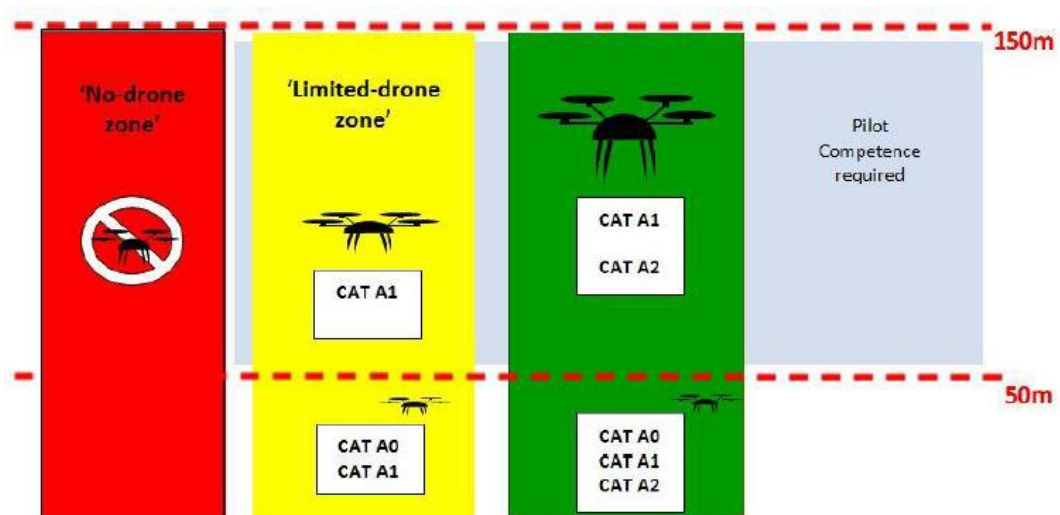 150m
'No-drone
zone'
'Limited-drone
zone'
CAT A1
CAT A1
CAT A2
Pilot
Competence
required
50m
CAT A0
CAT A1
CAT A0
CAT A1
CAT A2